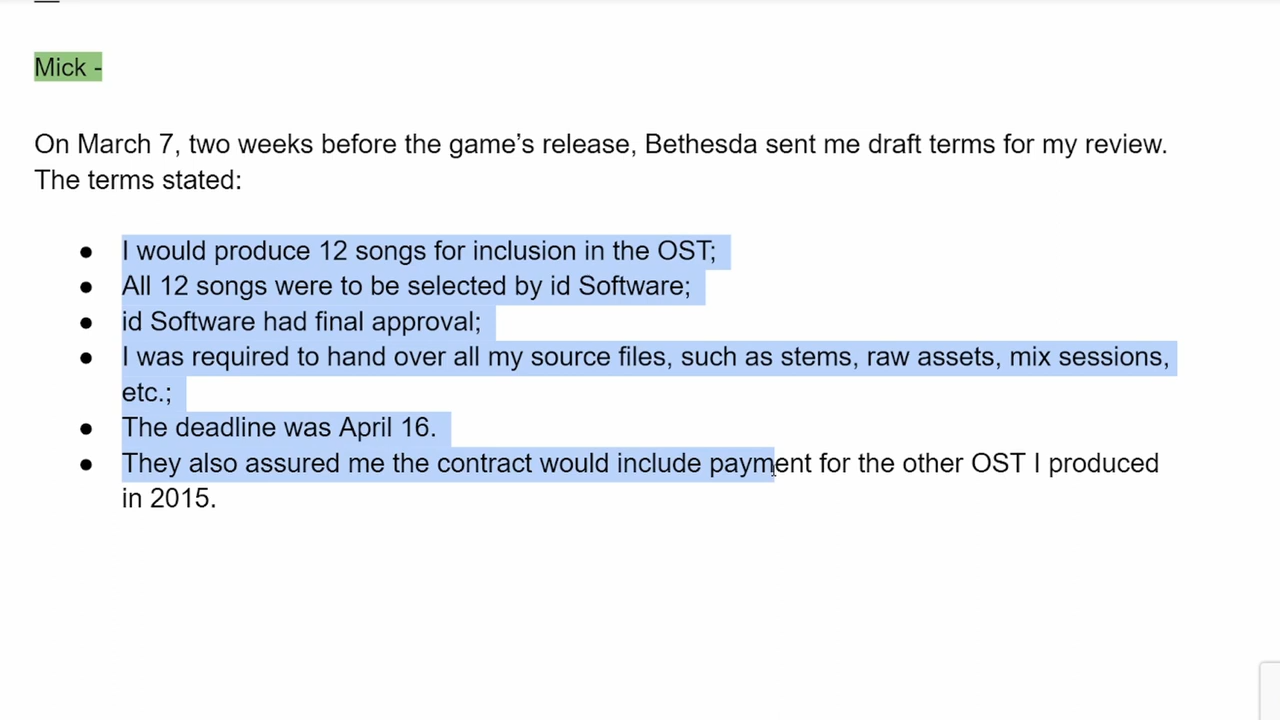 Mick -
On March 7, two weeks before the game’s release, Bethesda sent me draft terms for my review.
The terms stated:
● I would produce 12 songs for inclusion in the OST;
● All 12 songs were to be selected by id Software;
● id Software had final approval;
● I was required to hand over all my source files, such as stems, raw assets, mix sessions,
etc.;
● The deadline was April 16.
● They also assured me the contract would include payment for the other OST I produced
in 2015.